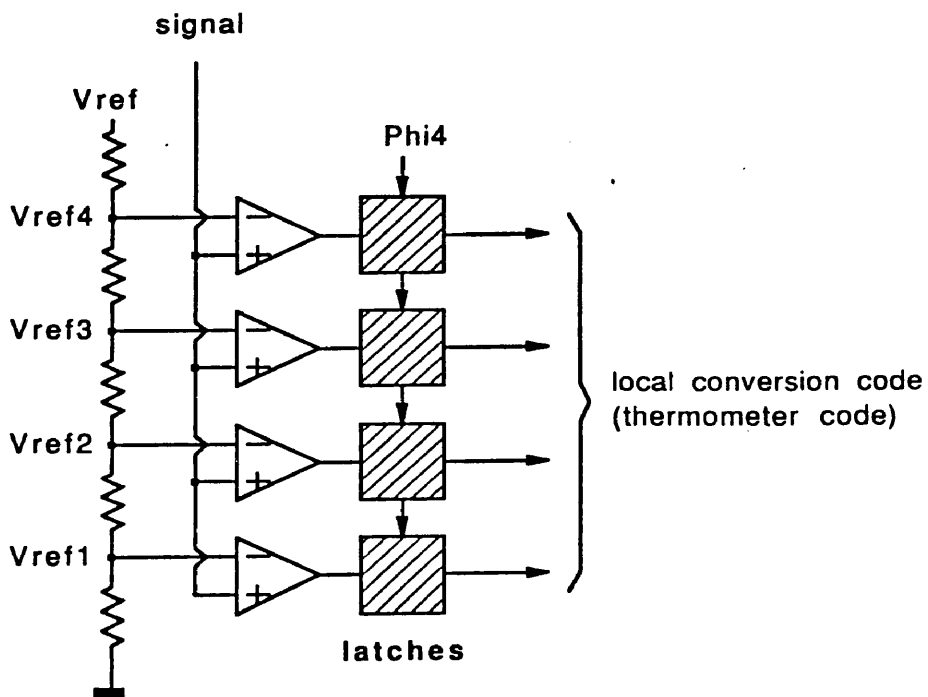 signal
Vref
Phi4
Vref4
Vref3
local conversion code
(thermometer code)
Vref2
Vref1
latches